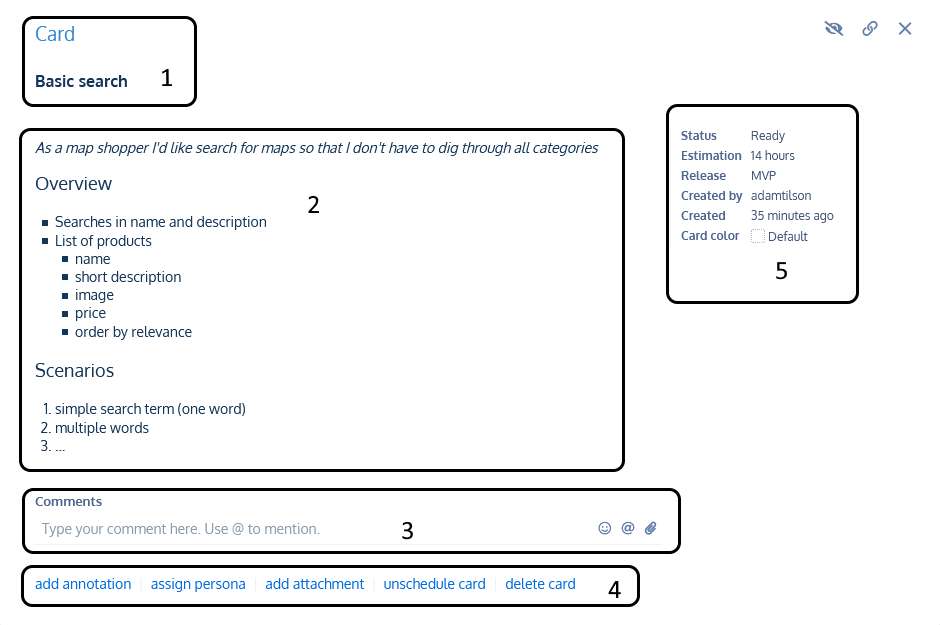 Card
Basic search
1
As a map shopper I'd like search for maps so that I don't have to dig through all categories
Overview
2
Searches in name and description
List of products
name
short description
image
price
order by relevance
Scenarios
1. simple search term (one word)
2. multiple words
3. ...
Comments
Type your comment here. Use @ to mention.
3
@
add annotation
assign persona
add attachment
unschedule card
delete card
4
Status Ready
Estimation 14 hours
Release MVP
Created by adamtilson
Created 35 minutes ago
Card color Default
5